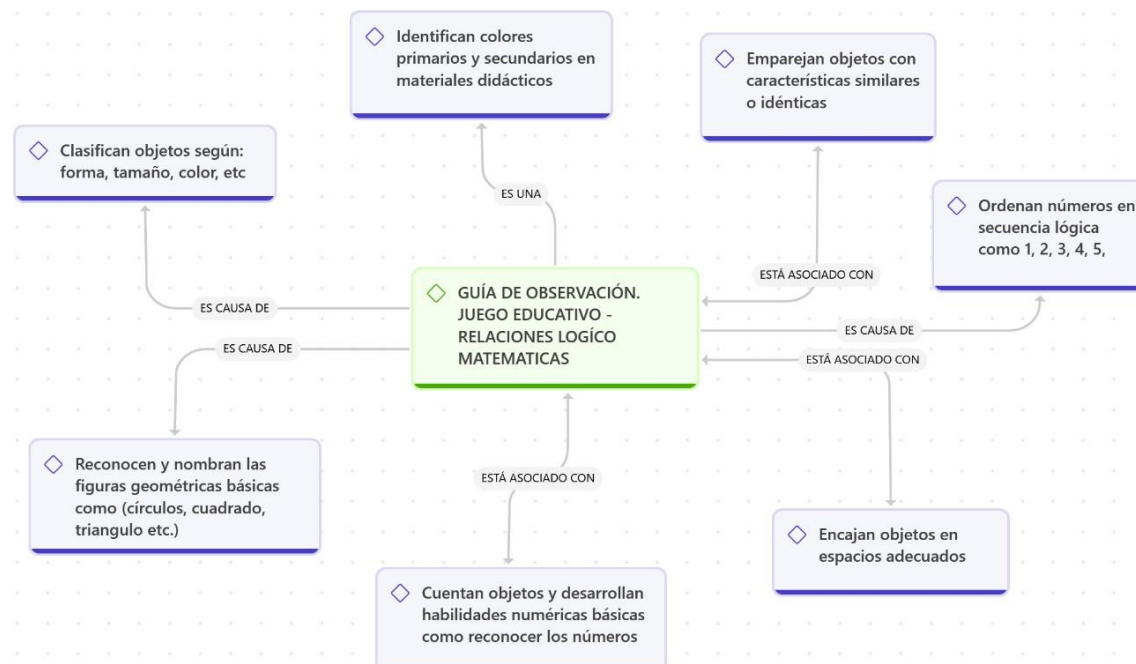 Identifican colores
primarios y secundarios en
materiales didácticos
Emparejan objetos con
características similares
o idénticas
Clasifican objetos según:
forma, tamaño, color, etc
ES UNA
Ordenan números en
secuencia lógica
como 1, 2, 3, 4, 5,
ESTÁ ASOCIADO CON
GUÍA DE OBSERVACIÓN.
JUEGO EDUCATIVO -
RELACIONES LOGÍCO
MATEMATICAS
ES CAUSA DE
ES CAUSA DE
ES CAUSA DE
ESTÁ ASOCIADO CON
Reconocen y nombran las
figuras geométricas básicas
como (círculos, cuadrado,
triangulo etc.)
ESTÁ ASOCIADO CON
Encajan objetos en
espacios adecuados
Cuentan objetos y desarrollan
habilidades numéricas básicas
como reconocer los números